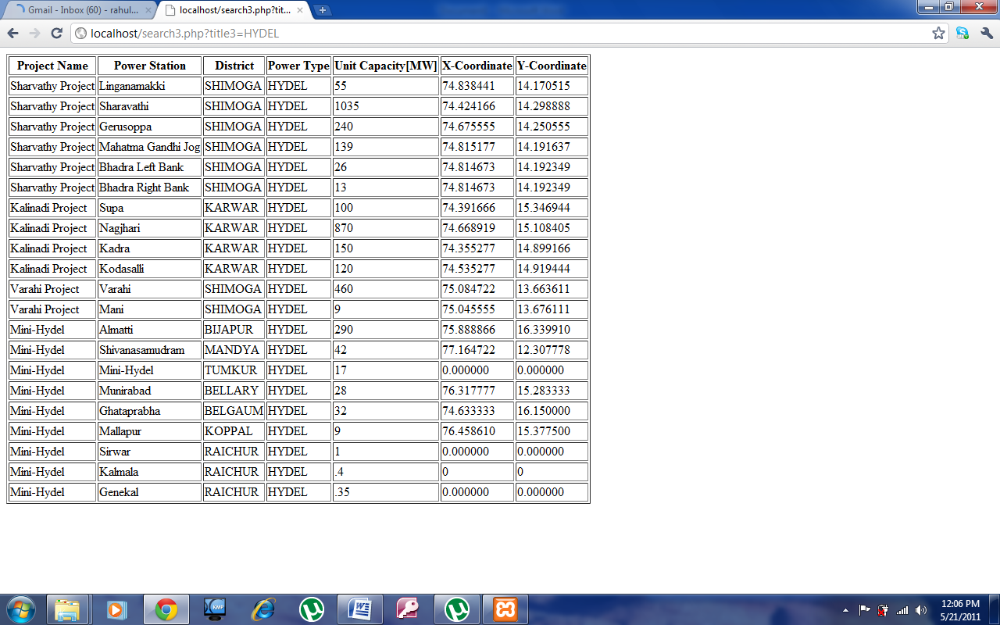 Gmail - Inbox (60) - rahul...
localhost/search3.php?tit...
localhost/search3.php?title3=HYDEL
Project Name Power Station District Power Type Unit Capacity[MW] X-Coordinate Y-Coordinate
Sharvathy Project Linganamakki SHIMOGA HYDEL 55 74.838441 14.170515
Sharvathy Project Sharavathi SHIMOGA HYDEL 1035 74.424166 14.298888
Sharvathy Project Gerusoppa SHIMOGA HYDEL 240 74.675555 14.250555
Sharvathy Project Mahatma Gandhi Jog SHIMOGA HYDEL 139 74.815177 14.191637
Sharvathy Project Bhadra Left Bank SHIMOGA HYDEL 26 74.814673 14.192349
Sharvathy Project Bhadra Right Bank SHIMOGA HYDEL 13 74.814673 14.192349
Kalinadi Project Supa KARWAR HYDEL 100 74.391666 15.346944
Kalinadi Project Nagjhari KARWAR HYDEL 870 74.668919 15.108405
Kalinadi Project Kadra KARWAR HYDEL 150 74.355277 14.899166
Kalinadi Project Kodasalli KARWAR HYDEL 120 74.535277 14.919444
Varahi Project Varahi SHIMOGA HYDEL 460 75.084722 13.663611
Varahi Project Mani SHIMOGA HYDEL 9 75.045555 13.676111
Mini-Hydel Almatti BIJAPUR HYDEL 290 75.888866 16.339910
Mini-Hydel Shivanasamudram MANDYA HYDEL 42 77.164722 12.307778
Mini-Hydel Mini-Hydel TUMKUR HYDEL 17 0.000000 0.000000
Mini-Hydel Munirabad BELLARY HYDEL 28 76.317777 15.283333
Mini-Hydel Ghataprabha BELGAUM HYDEL 32 74.633333 16.150000
Mini-Hydel Mallapur KOPPAL HYDEL 9 76.458610 15.377500
Mini-Hydel Sirwar RAICHUR HYDEL 1 0.000000 0.000000
Mini-Hydel Kalmala RAICHUR HYDEL .4 0 0
Mini-Hydel Genekal RAICHUR HYDEL .35 0.000000 0.000000
KMP
12:06 PM
5/21/2011